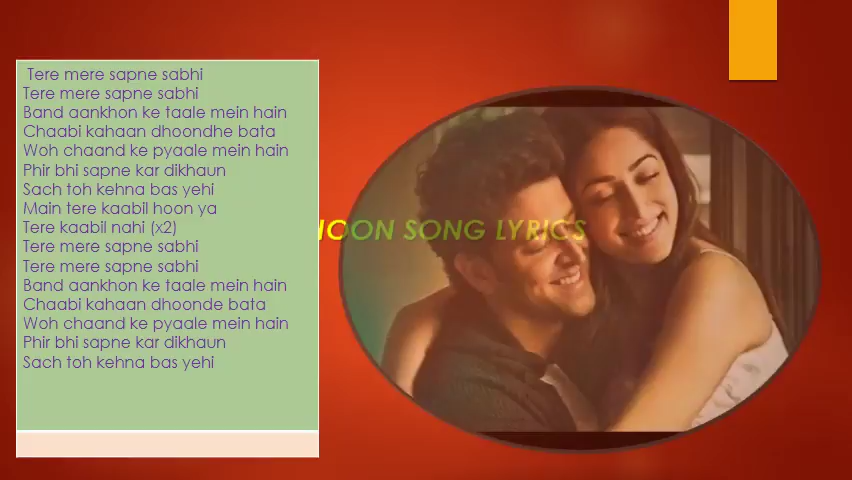 Tere mere sapne sabhi
Tere mere sapne sabhi
Band aankhon ke taale mein hain
Chaabi kahaan dhoondhe bata
Woh chaand ke pyaale mein hain
Phir bhi sapne kar dikhaun
Sach toh kehna bas yehi
Main tere kaabil hoon ya
Tere kaabil nahi (x2)
Tere mere sapne sabhi
Tere mere sapne sabhi
Band aankhon ke taale mein hain
Chaabi kahaan dhoonde bata
Woh chaand ke pyaale mein hain
Phir bhi sapne kar dikhaun
Sach toh kehna bas yehi
SONG LYRICS